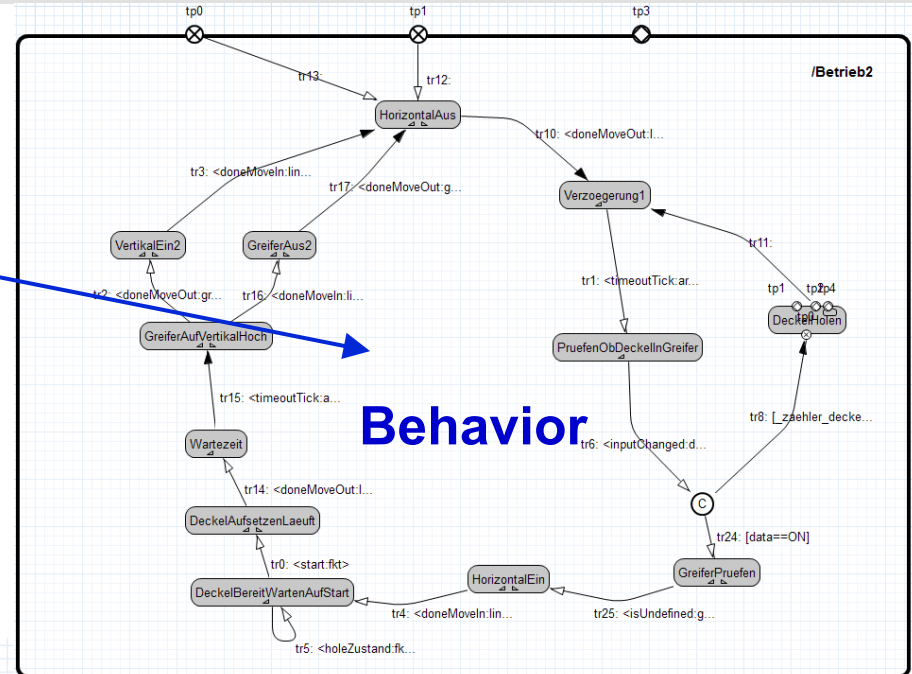 tp0
tp1
tp3
/Betrieb2
tr13:
tr12:
HorizontalAus
tr10: <doneMoveOut:l...
tr3: <doneMoveIn:lin...
tr17: <doneMoveOut:g...
Verzoegerung1
VertikalEin2
GreiferAus2
tr11:
tr1: <timeoutTick:ar...
tr2: <doneMoveOut:gr...
tr16: <doneMoveIn:li...
tp1
tp4
tp0
DeckelHolen
GreiferAufVertikalHoch
PruefenObDeckelInGreifer
tr15: <timeoutTick:a...
Behavior
tr8: [_zaehler_decke...
Wartezeit
tr6: <inputChanged:d...
tr14: <doneMoveOut:l...
C
DeckelAufsetzenLaeuft
tr24: [data==ON]
tr0: <start:fkt>
HorizontalEin
GreiferPruefen
DeckelBereitWartenAufStart
tr4: <doneMoveIn:lin...
tr25: <isUndefined:g...
tr5: <holeZustand:fk...